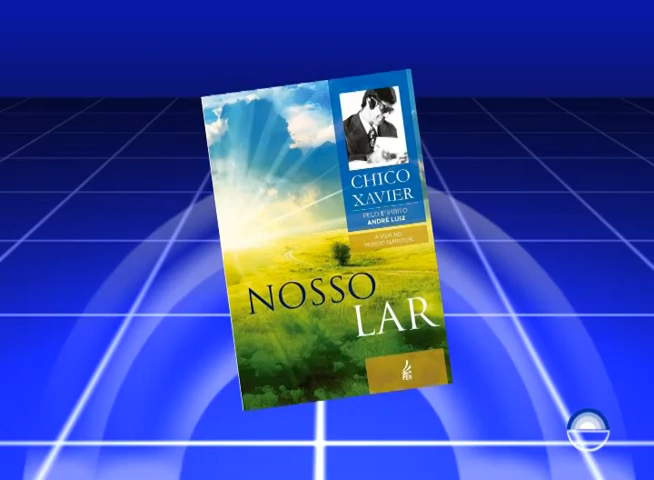 CHICO
XAVIER
PELO ESPÍRITO
ANDRÉ LUIZ
A VIDA NO
MUNDO ESPIRITUAL
NOSSO
LAR
FEB